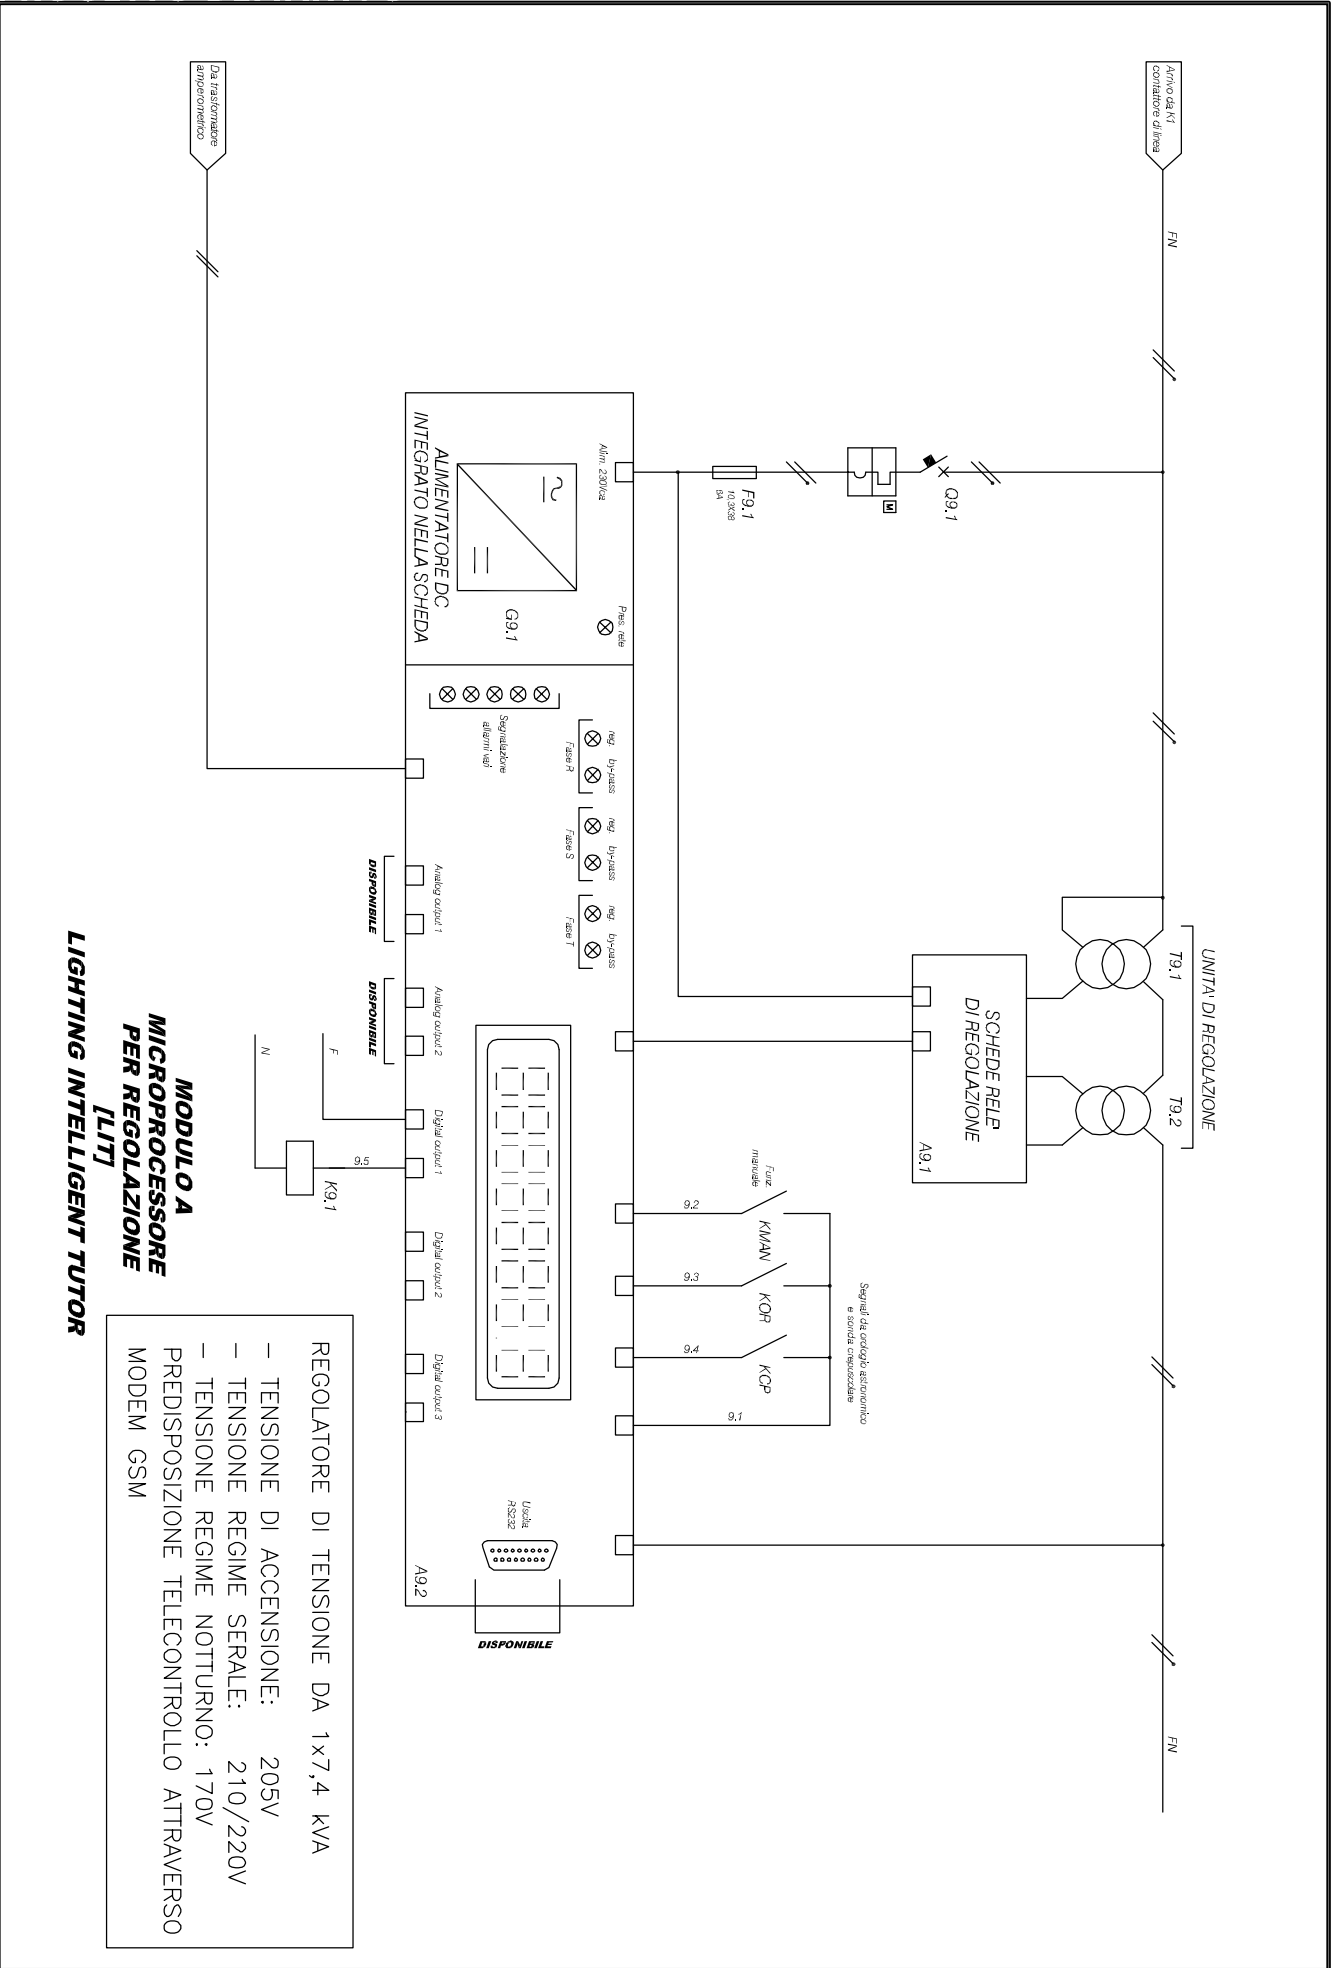 Arrivo da K1
contattore di linea
FN
Q9.1
M
F9.1
10,3X38
UNITA' DI REGOLAZIONE
T9.1
T9.2
SCHEDE RELE'
DI REGOLAZIONE
A9.1
FN
Segnali da orologio astronomico
e sonda crepuscolare
Funz.
manuale
KMAN
KOR
KCP
9.2
9.3
9.4
9.1
Alim. 230Vca
Pres. rete
G9.1
ALIMENTATORE DC
INTEGRATO NELLA SCHEDA
reg.
by-pass
Fase R
reg.
by-pass
Fase S
reg.
by-pass
Fase T
Segnalazione
allarmi vari
Uscita
RS232
A9.2
DISPONIBILE
Analog output 1
Analog output 2
Digital output 1
Digital output 2
Digital output 3
DISPONIBILE
DISPONIBILE
F
N
9.5
K9.1
Da trasformatore
amperometrico
MODULO A
MICROPROCESSORE
PER REGOLAZIONE
[LIT]
LIGHTING INTELLIGENT TUTOR
REGOLATORE DI TENSIONE DA 1x7,4 kVA
- TENSIONE DI ACCENSIONE: 205V
- TENSIONE REGIME SERALE: 210/220V
- TENSIONE REGIME NOTTURNO: 170V
PREDISPOSIZIONE TELECONTROLLO ATTRAVERSO
MODEM GSM